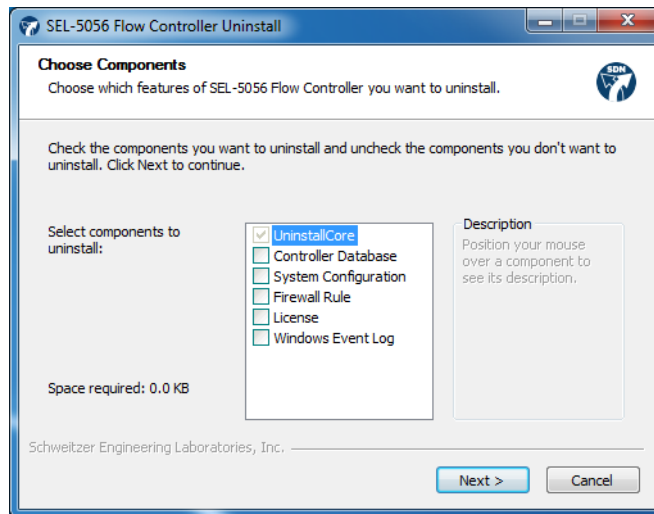 SEL-5056 Flow Controller Uninstall
Choose Components
Choose which features of SEL-5056 Flow Controller you want to uninstall.
SDN
Check the components you want to uninstall and uncheck the components you don't want to
uninstall. Click Next to continue.
Select components to
uninstall:
UninstallCore
Controller Database
System Configuration
Firewall Rule
License
Windows Event Log
Description
Position your mouse
over a component to
see its description.
Space required: 0.0 KB
Schweitzer Engineering Laboratories, Inc.
Next >
Cancel